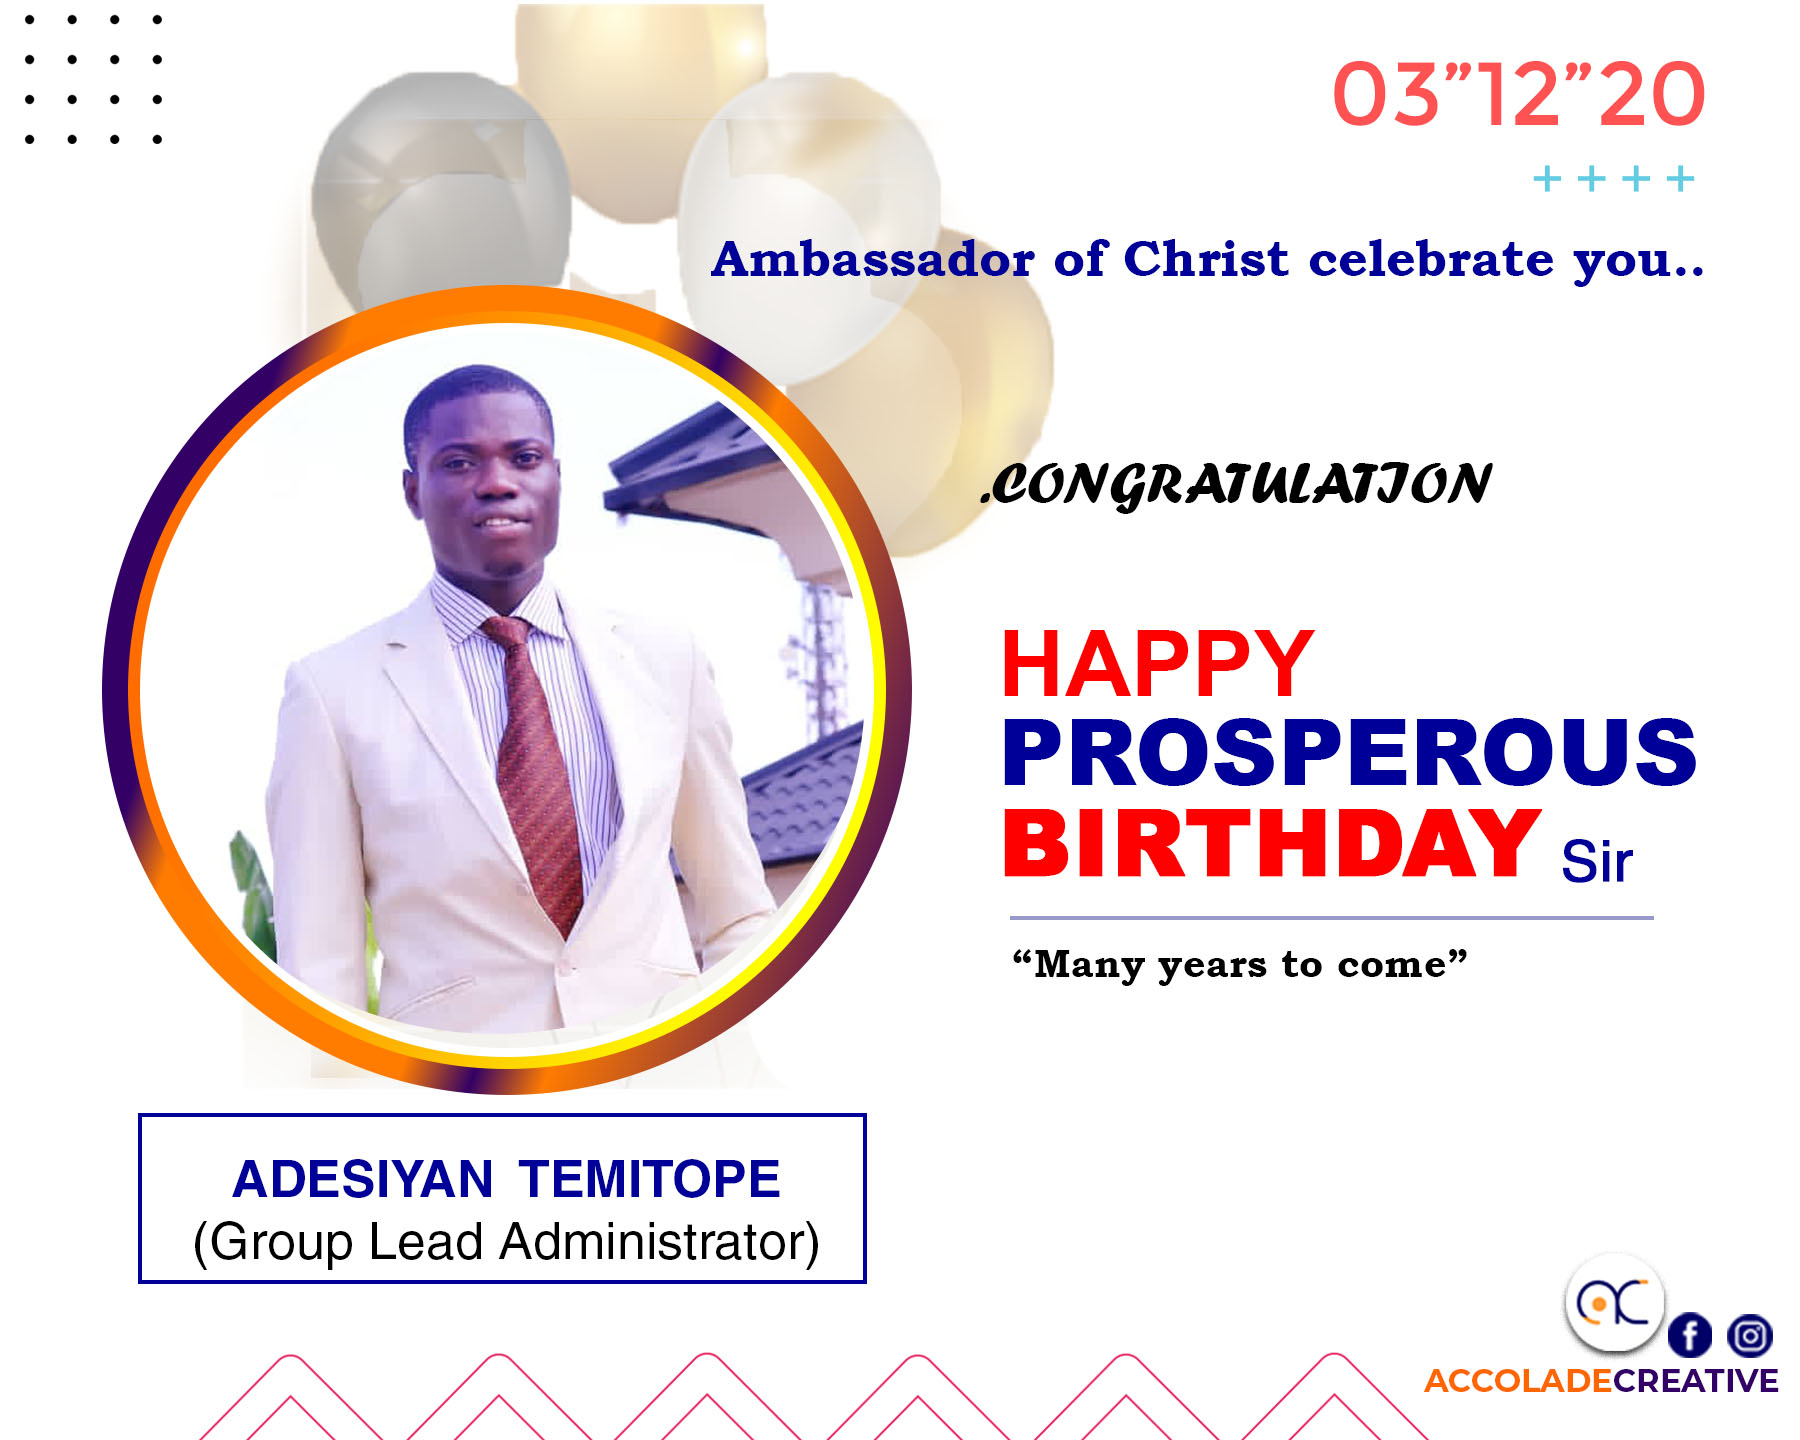 03”12”20
++++
Ambassador of Christ celebrate you..
.CONGRATULATION
HAPPY
PROSPEROUS
BIRTHDAY Sir
“Many years to come”
ADESIYAN TEMITOPE
(Group Lead Administrator)
ac
ACCOLADECREATIVE